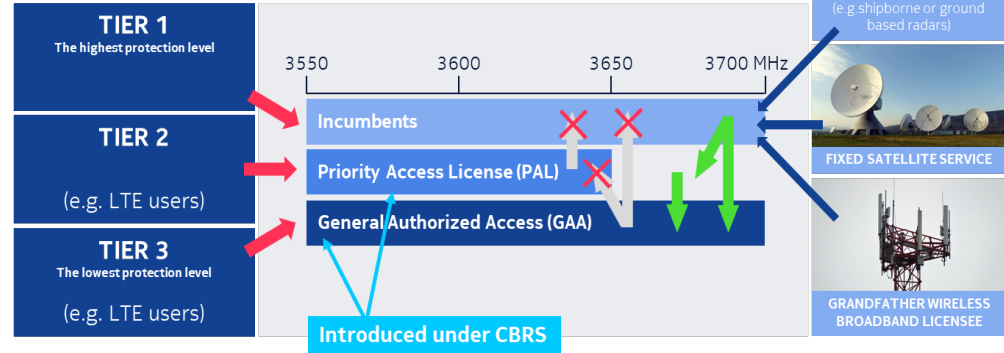 TIER 1
The highest protection level
TIER 2
(e.g. LTE users)
TIER 3
The lowest protection level
(e.g. LTE users)
3550
3600
3650
3700 MHz
Incumbents
Priority Access License (PAL)
General Authorized Access (GAA)
Introduced under CBRS
(e.g.shipborne or ground
based radars)
FIXED SATELLITE SERVICE
GRANDFATHER WIRELESS
BROADBAND LICENSEE